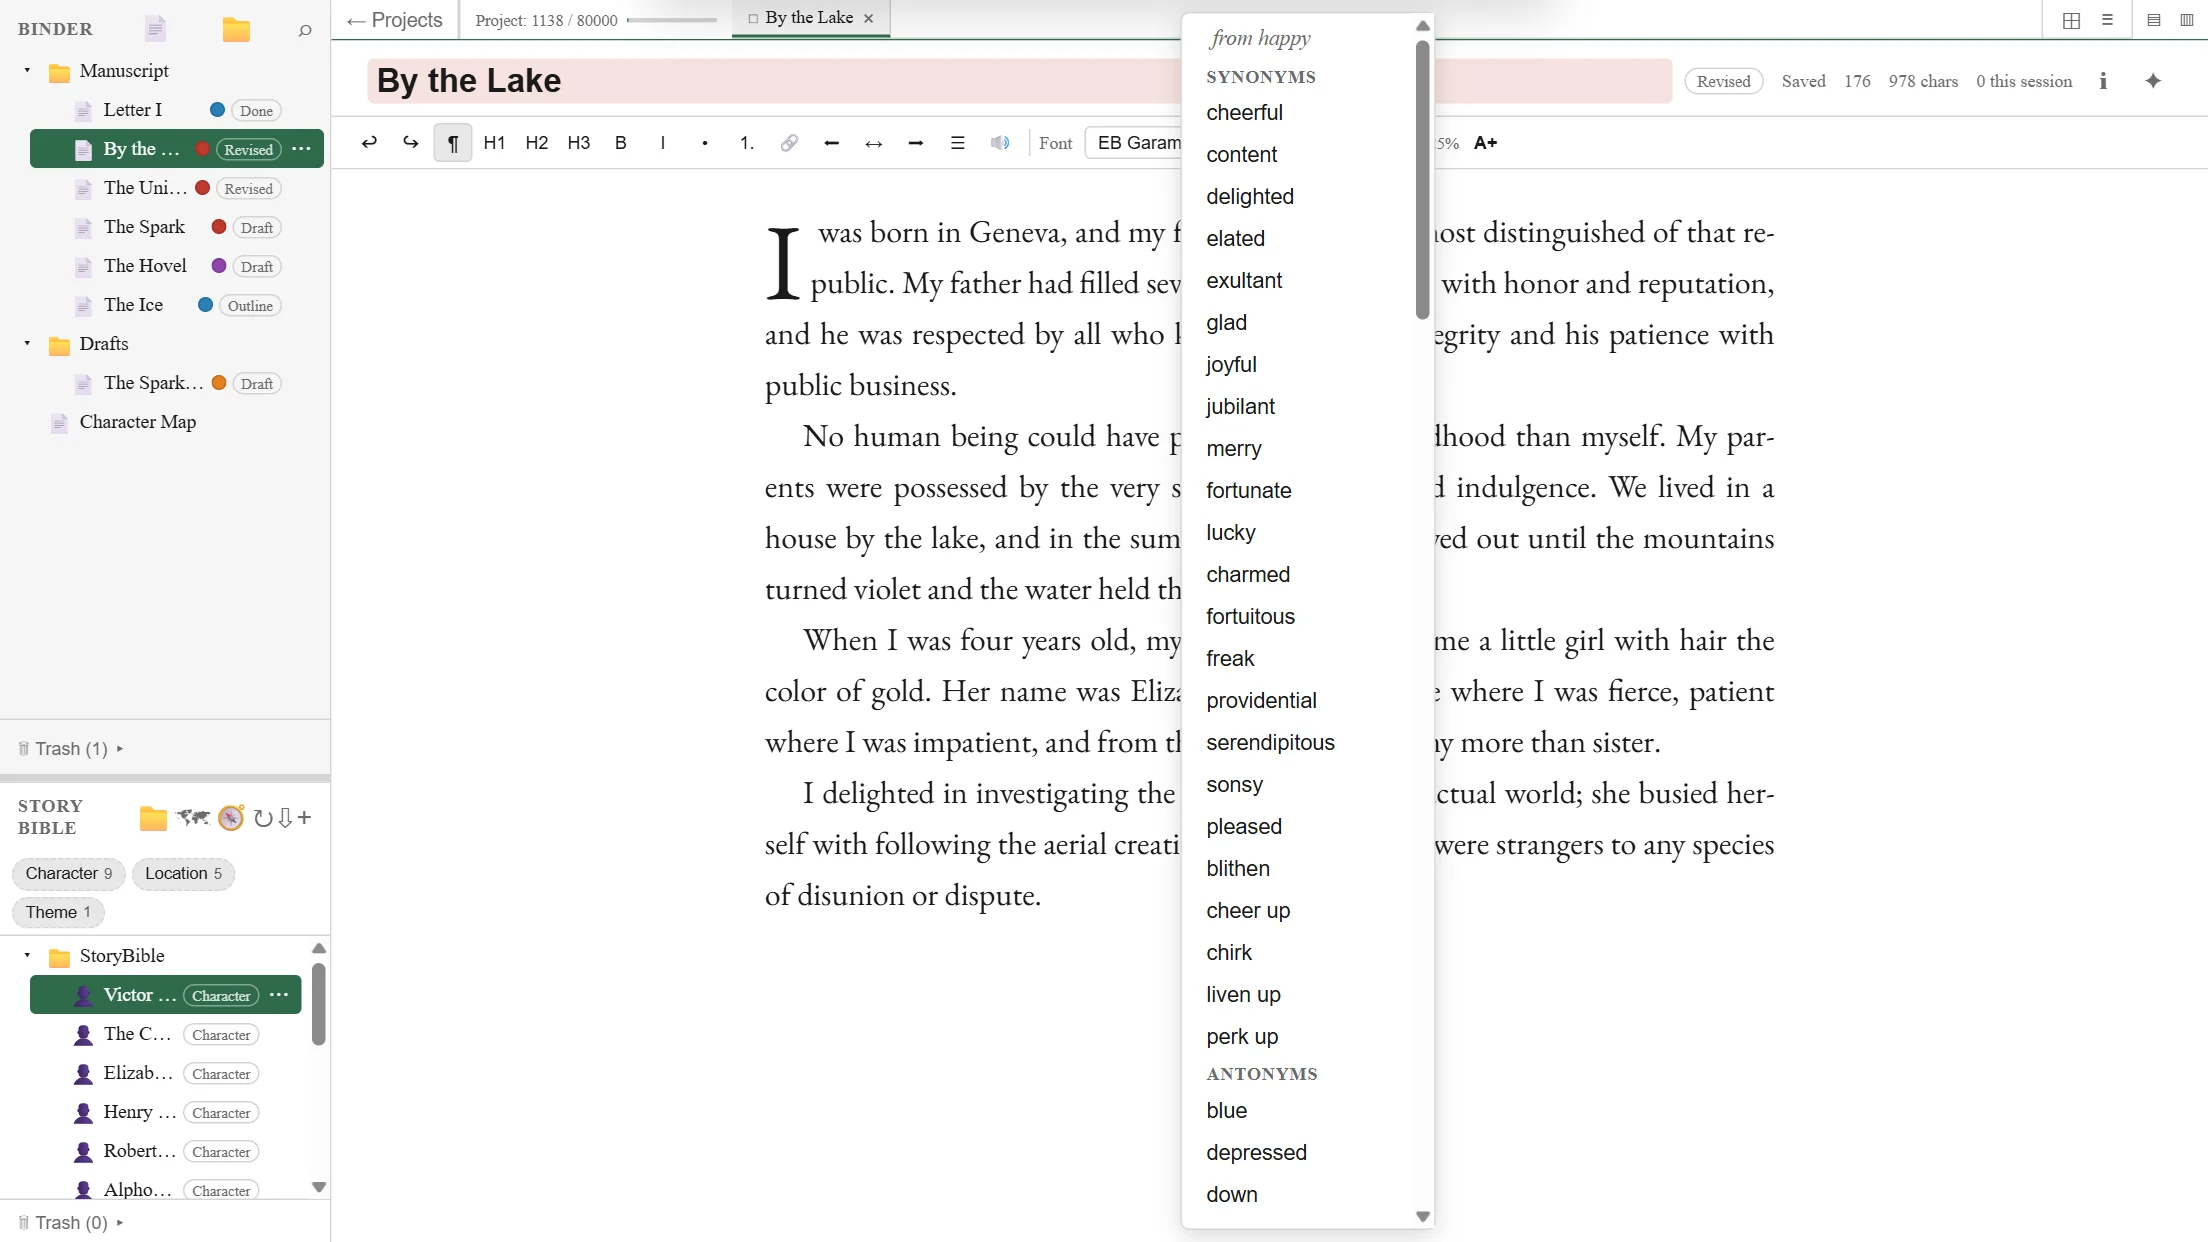 BINDER
Manuscript
Letter I Done
By the ... Revised ...
The Uni... Revised
The Spark Draft
The Hovel Draft
The Ice Outline
Drafts
The Spark... Draft
Character Map
Trash (1)
STORY BIBLE
Character 9 Location 5
Theme 1
StoryBible
Victor ... Character ...
The C... Character
Elizab... Character
Henry ... Character
Robert... Character
Alpho... Character
Trash (0)
← Projects Project: 1138 / 80000 By the Lake ×
By the Lake Revised Saved 176 978 chars 0 this session
¶ H1 H2 H3 B I • 1. Font EB Garam 5% A+
I was born in Geneva, and my f ost distinguished of that re-
public. My father had filled sev with honor and reputation,
and he was respected by all who k egrity and his patience with
public business.
No human being could have p dhood than myself. My par-
ents were possessed by the very s d indulgence. We lived in a
house by the lake, and in the sum ved out until the mountains
turned violet and the water held th
When I was four years old, my me a little girl with hair the
color of gold. Her name was Eliza e where I was fierce, patient
where I was impatient, and from th ny more than sister.
I delighted in investigating the ctual world; she busied her-
self with following the aerial creati were strangers to any species
of disunion or dispute.
from happy
SYNONYMS
cheerful
content
delighted
elated
exultant
glad
joyful
jubilant
merry
fortunate
lucky
charmed
fortuitous
freak
providential
serendipitous
sonsy
pleased
blithen
cheer up
chirk
liven up
perk up
ANTONYMS
blue
depressed
down